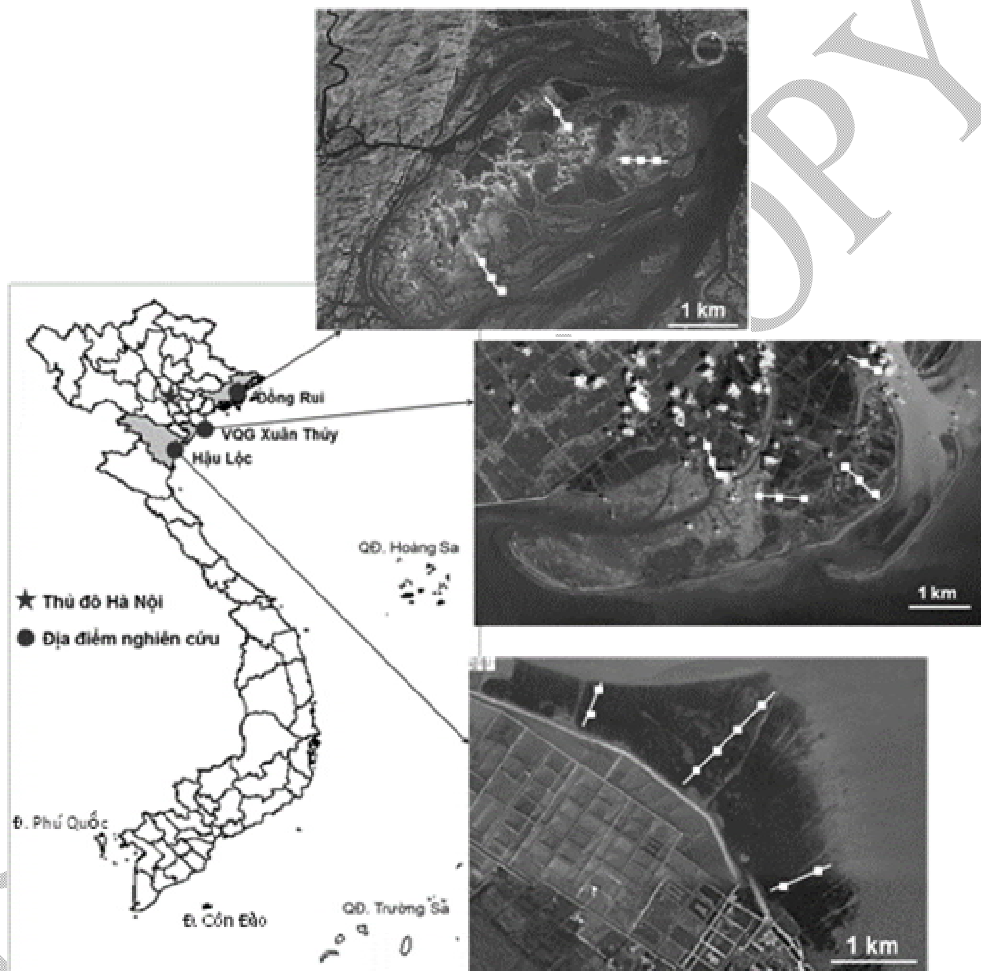 1 km
Đồng Rui
VQG Xuân Thủy
Hậu Lộc
QĐ. Hoàng Sa
1 km
Thủ đô Hà Nội
Địa điểm nghiên cứu
Đ. Phú Quốc
QĐ. Trường Sa
Đ. Côn Đảo
1 km
OPY